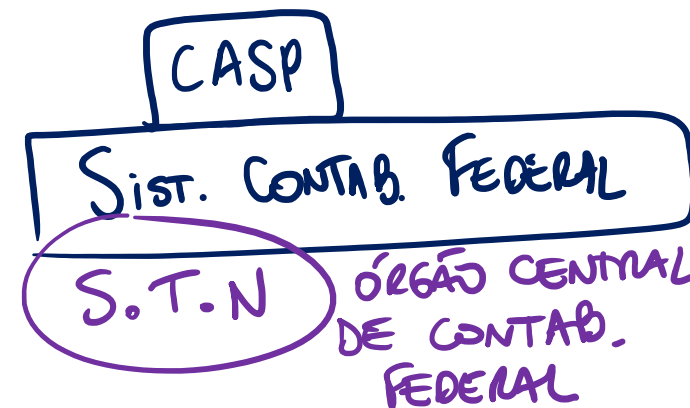 CASP
SIST. CONTAB. FEDERAL
S.T.N
ÓRGÃO CENTRAL
DE CONTAB.
FEDERAL